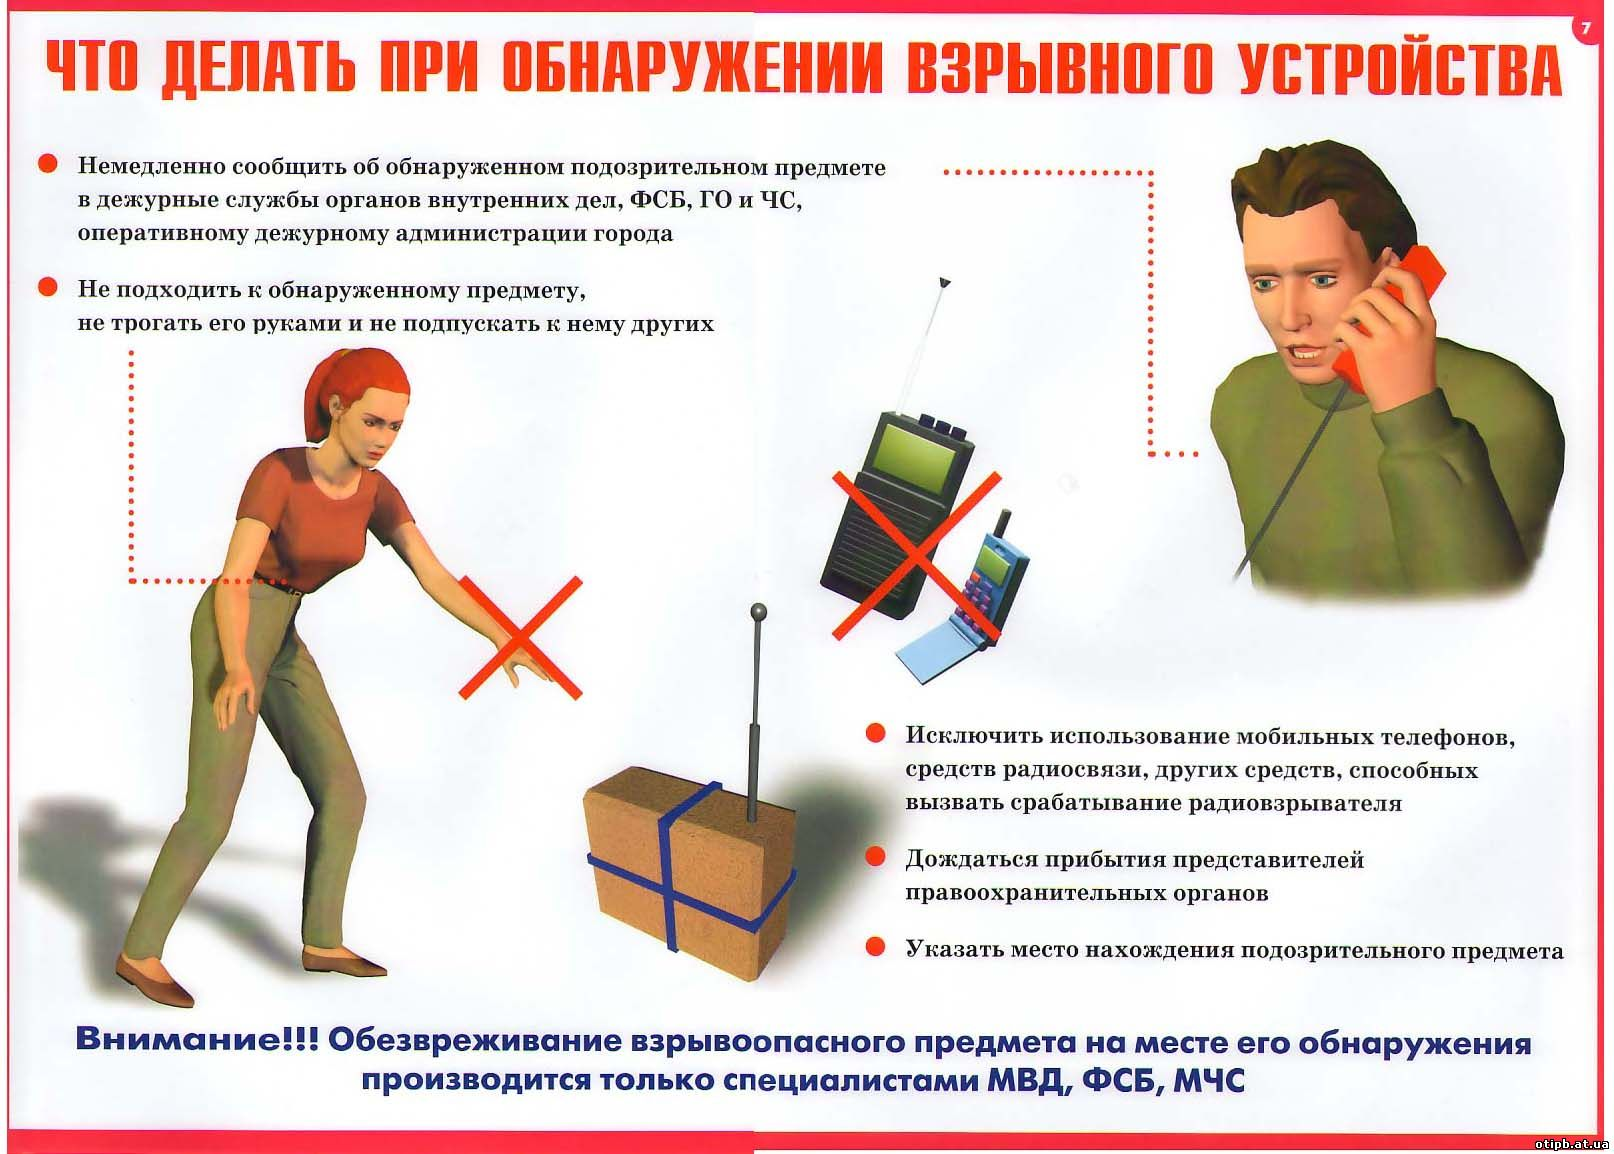 7
ЧТО ДЕЛАТЬ ПРИ ОБНАРУЖЕНИИ ВЗРЫВНОГО УСТРОЙСТВА
Немедленно сообщить об обнаруженном подозрительном предмете
в дежурные службы органов внутренних дел, ФСБ, ГО и ЧС,
оперативному дежурному администрации города
Не подходить к обнаруженному предмету,
не трогать его руками и не подпускать к нему других
Исключить использование мобильных телефонов,
средств радиосвязи, других средств, способных
вызвать срабатывание радиовзрывателя
Дождаться прибытия представителей
правоохранительных органов
Указать место нахождения подозрительного предмета
Внимание!!! Обезвреживание взрывоопасного предмета на месте его обнаружения
производится только специалистами МВД, ФСБ, МЧС
otipb.at.ua